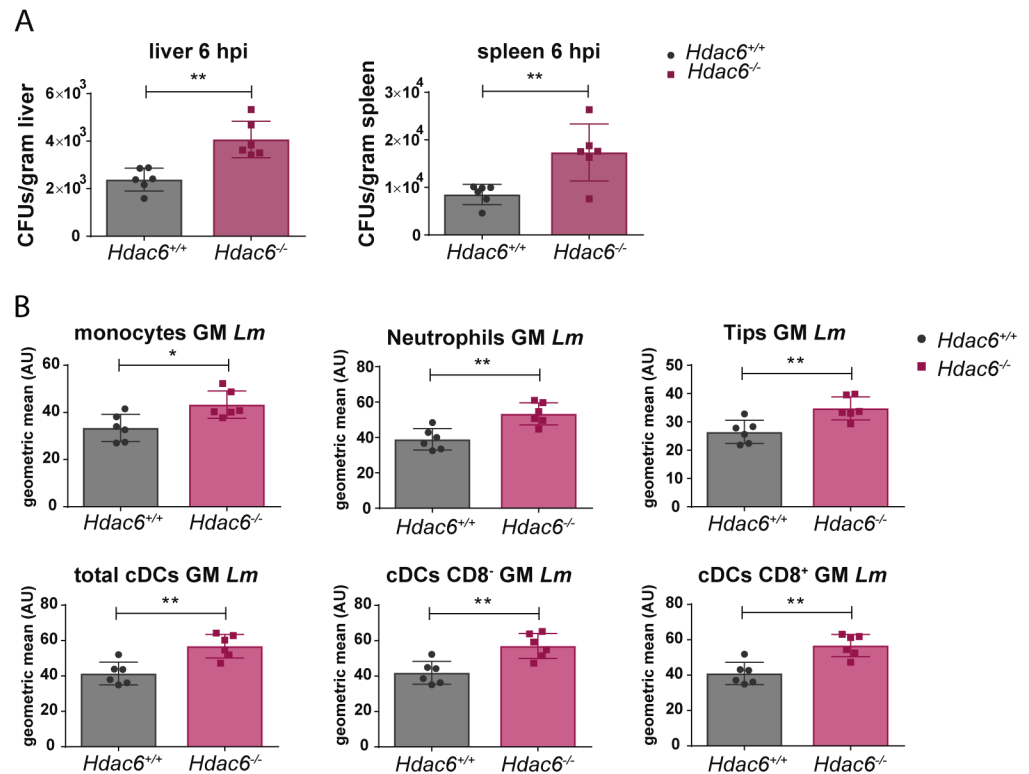 A
liver 6 hpi
**
CFUs/gram liver
6×10³
4×10³
2×10³
0
Hdac6+/+
Hdac6-/-
spleen 6 hpi
**
CFUs/gram spleen
3×10⁴
2×10⁴
1×10⁴
0
Hdac6+/+
Hdac6-/-
Hdac6+/+
Hdac6-/-
B
monocytes GM Lm
*
geometric mean (AU)
60
40
20
0
Hdac6+/+
Hdac6-/-
Neutrophils GM Lm
**
geometric mean (AU)
80
60
40
20
0
Hdac6+/+
Hdac6-/-
Tips GM Lm
**
geometric mean (AU)
50
40
30
20
10
0
Hdac6+/+
Hdac6-/-
Hdac6+/+
Hdac6-/-
total cDCs GM Lm
**
geometric mean (AU)
80
60
40
20
0
Hdac6+/+
Hdac6-/-
cDCs CD8- GM Lm
**
geometric mean (AU)
80
60
40
20
0
Hdac6+/+
Hdac6-/-
cDCs CD8+ GM Lm
**
geometric mean (AU)
80
60
40
20
0
Hdac6+/+
Hdac6-/-